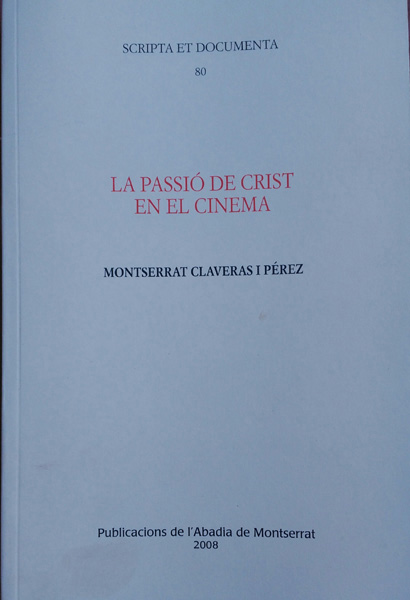 SCRIPTA ET DOCUMENTA
80
LA PASSIÓ DE CRIST
EN EL CINEMA
MONTSERRAT CLAVERAS I PÉREZ
Publicacions de l'Abadia de Montserrat
2008